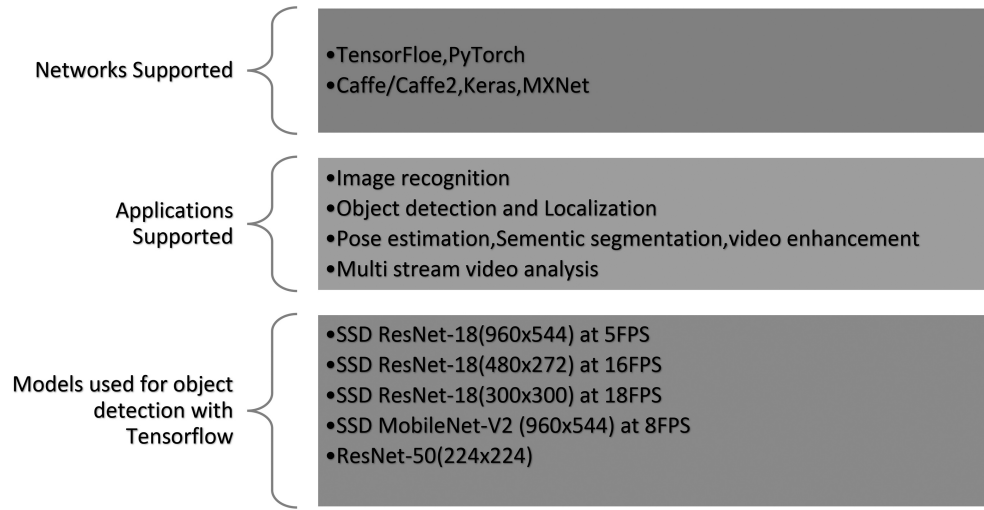 Networks Supported
•TensorFloe,PyTorch
•Caffe/Caffe2,Keras,MXNet
Applications
Supported
•Image recognition
•Object detection and Localization
•Pose estimation,Sementic segmentation,video enhancement
•Multi stream video analysis
Models used for object
detection with
Tensorflow
•SSD ResNet-18(960x544) at 5FPS
•SSD ResNet-18(480x272) at 16FPS
•SSD ResNet-18(300x300) at 18FPS
•SSD MobileNet-V2 (960x544) at 8FPS
•ResNet-50(224x224)